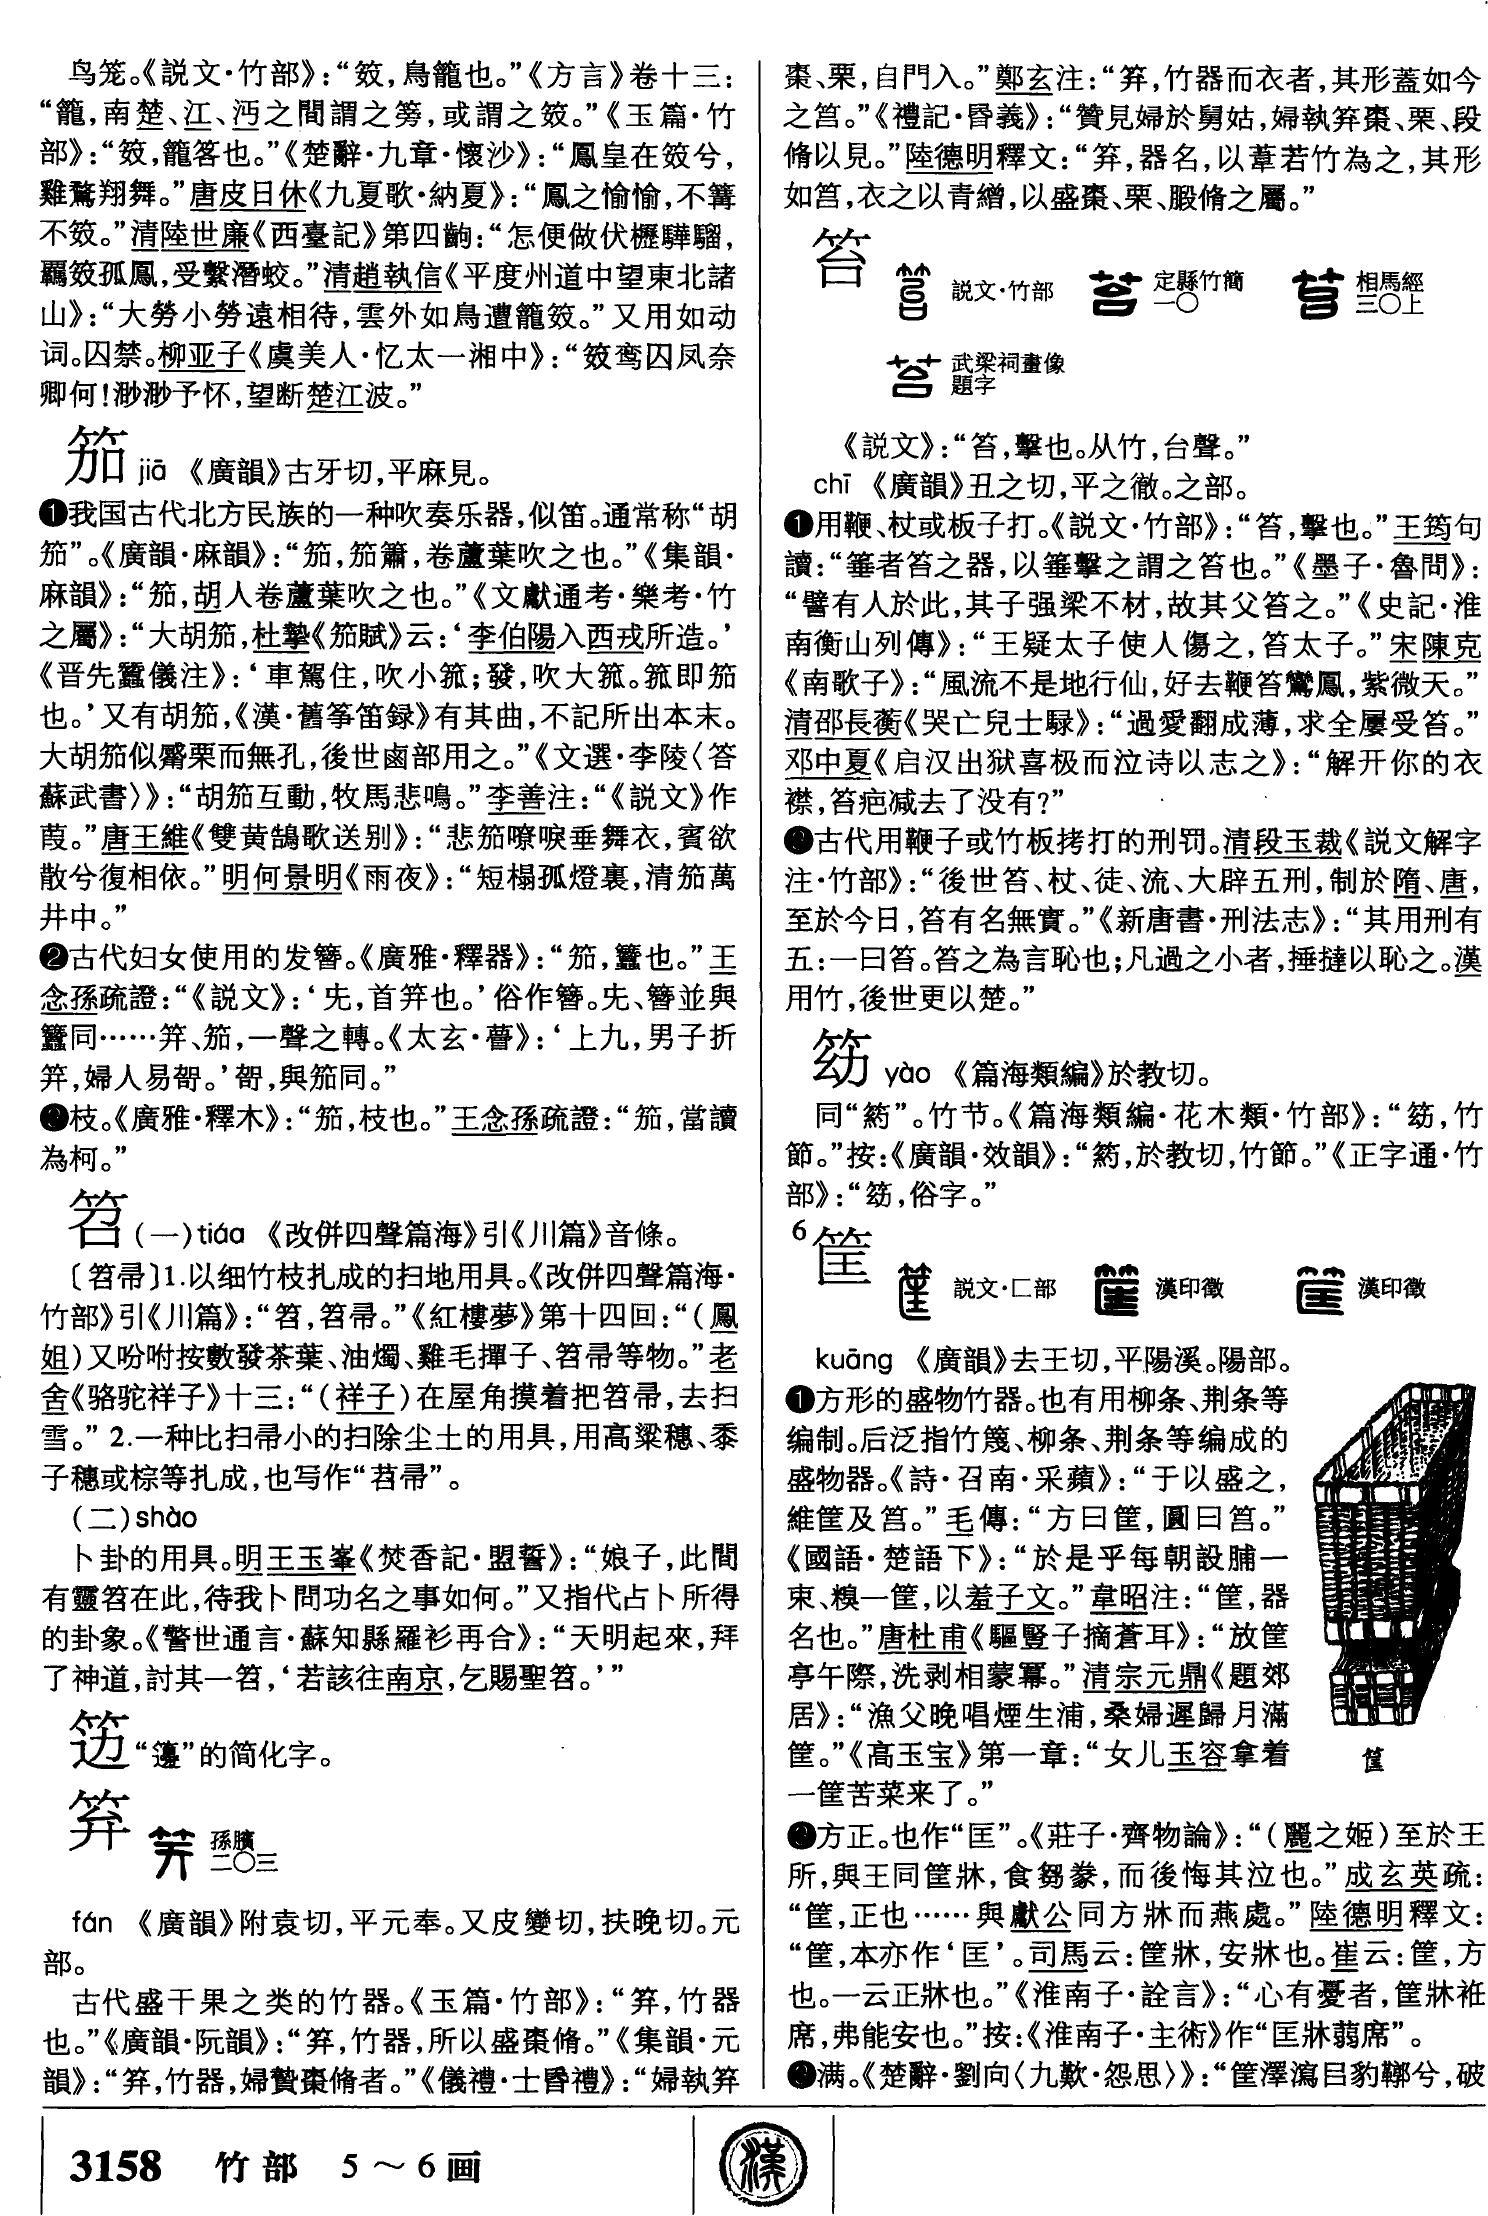 鸟笼。《説文·竹部》：“笯，鳥籠也。”《方言》卷十三：
“籠，南楚、江、沔之間謂之篣，或謂之笯。”《玉篇·竹
部》：“笯，籠笿也。”《楚辭·九章·懷沙》：“鳳皇在笯兮，
雞鶩翔舞。”唐皮日休《九夏歌·納夏》：“鳳之愉愉，不篝
不笯。”清陸世廉《西臺記》第四齣：“怎便做伏櫪驊騮，
羈笯孤鳳，受繫潛蛟。”清趙執信《平度州道中望東北諸
山》：“大勞小勞遠相待，雲外如鳥遭籠笯。”又用如动
词。囚禁。柳亚子《虞美人·忆太一湘中》：“笯鸾囚凤奈
卿何！渺渺予怀，望断楚江波。”
笳 jiā 《廣韻》古牙切，平麻見。
❶我国古代北方民族的一种吹奏乐器，似笛。通常称“胡
笳”。《廣韻·麻韻》：“笳，笳簫，卷蘆葉吹之也。”《集韻·
麻韻》：“笳，胡人卷蘆葉吹之也。”《文獻通考·樂考·竹
之屬》：“大胡笳，杜摯《笳賦》云：‘李伯陽入西戎所造。’
《晋先蠶儀注》：‘車駕住，吹小箛；發，吹大箛。箛即笳
也。’又有胡笳，《漢·舊筝笛録》有其曲，不記所出本末。
大胡笳似觱栗而無孔，後世鹵部用之。”《文選·李陵〈答
蘇武書〉》：“胡笳互動，牧馬悲鳴。”李善注：“《説文》作
葭。”唐王維《雙黄鵠歌送别》：“悲笳嘹唳垂舞衣，賓欲
散兮復相依。”明何景明《雨夜》：“短榻孤燈裏，清笳萬
井中。”
❷古代妇女使用的发簪。《廣雅·釋器》：“笳，簪也。”王
念孫疏證：“《説文》：‘兂，首笄也。’俗作簪。兂、簪並與
簪同……笄、笳，一聲之轉。《太玄·瞢》：‘上九，男子折
笄，婦人易哿。’哿，與笳同。”
❸枝。《廣雅·釋木》：“笳，枝也。”王念孫疏證：“笳，當讀
為柯。”
笤 (一)tiáo 《改併四聲篇海》引《川篇》音條。
〔笤帚〕1.以细竹枝扎成的扫地用具。《改併四聲篇海·
竹部》引《川篇》：“笤，笤帚。”《紅樓夢》第十四回：“(鳳
姐)又吩咐按數發茶葉、油燭、雞毛撣子、笤帚等物。”老
舍《骆驼祥子》十三：“(祥子)在屋角摸着把笤帚，去扫
雪。”2.一种比扫帚小的扫除尘土的用具，用高粱穗、黍
子穗或棕等扎成，也写作“苕帚”。
(二)shào
卜卦的用具。明王玉峯《焚香記·盟誓》：“娘子，此間
有靈笤在此，待我卜問功名之事如何。”又指代占卜所得
的卦象。《警世通言·蘇知縣羅衫再合》：“天明起來，拜
了神道，討其一笤，‘若該往南京，乞賜聖笤。’”
笾 “籩”的简化字。
笲 孫臏二〇三
fán 《廣韻》附袁切，平元奉。又皮變切，扶晚切。元
部。
古代盛干果之类的竹器。《玉篇·竹部》：“笲，竹器
也。”《廣韻·阮韻》：“笲，竹器，所以盛棗脩。”《集韻·元
韻》：“笲，竹器，婦贄棗脩者。”《儀禮·士昏禮》：“婦執笲
棗、栗，自門入。”鄭玄注：“笲，竹器而衣者，其形蓋如今
之筥。”《禮記·昏義》：“贊見婦於舅姑，婦執笲棗、栗、段
脩以見。”陸德明釋文：“笲，器名，以葦若竹為之，其形
如筥，衣之以青繒，以盛棗、栗、腶脩之屬。”
笞 説文·竹部 定縣竹簡一〇 相馬經三〇上
武梁祠畫像題字
《説文》：“笞，擊也。从竹，台聲。”
chī 《廣韻》丑之切，平之徹。之部。
❶用鞭、杖或板子打。《説文·竹部》：“笞，擊也。”王筠句
讀：“箠者笞之器，以箠擊之謂之笞也。”《墨子·魯問》：
“譬有人於此，其子强梁不材，故其父笞之。”《史記·淮
南衡山列傳》：“王疑太子使人傷之，笞太子。”宋陳克
《南歌子》：“風流不是地行仙，好去鞭笞鸞鳳，紫微天。”
清邵長蘅《哭亡兒士騄》：“過愛翻成薄，求全屢受笞。”
邓中夏《启汉出狱喜极而泣诗以志之》：“解开你的衣
襟，笞疤减去了没有?”
❷古代用鞭子或竹板拷打的刑罚。清段玉裁《説文解字
注·竹部》：“後世笞、杖、徒、流、大辟五刑，制於隋、唐，
至於今日，笞有名無實。”《新唐書·刑法志》：“其用刑有
五：一曰笞。笞之為言恥也；凡過之小者，捶撻以恥之。漢
用竹，後世更以楚。”
䇤 yào 《篇海類編》於教切。
同“箹”。竹节。《篇海類編·花木類·竹部》：“䇤，竹
節。”按：《廣韻·效韻》：“箹，於教切，竹節。”《正字通·竹
部》：“䇤，俗字。”
6
筐 説文·匚部 漢印徵 漢印徵
kuāng 《廣韻》去王切，平陽溪。陽部。
❶方形的盛物竹器。也有用柳条、荆条等
编制。后泛指竹篾、柳条、荆条等编成的
盛物器。《詩·召南·采蘋》：“于以盛之，
維筐及筥。”毛傳：“方曰筐，圓曰筥。”
《國語·楚語下》：“於是乎每朝設脯一
束、糗一筐，以羞子文。”韋昭注：“筐，器
名也。”唐杜甫《驅豎子摘蒼耳》：“放筐
亭午際，洗剥相蒙冪。”清宗元鼎《題郊
居》：“漁父晚唱煙生浦，桑婦遲歸月滿
筐。”《高玉宝》第一章：“女儿玉容拿着
一筐苦菜来了。”
筐
❷方正。也作“匡”。《莊子·齊物論》：“(麗之姬)至於王
所，與王同筐牀，食芻豢，而後悔其泣也。”成玄英疏：
“筐，正也……與獻公同方牀而燕處。”陸德明釋文：
“筐，本亦作‘匡’。司馬云：筐牀，安牀也。崔云：筐，方
也。一云正牀也。”《淮南子·詮言》：“心有憂者，筐牀衽
席，弗能安也。”按：《淮南子·主術》作“匡牀蒻席”。
❸满。《楚辭·劉向〈九歎·怨思〉》：“筐澤瀉㠯豹鞹兮，破
3158 竹部 5～6画
漢